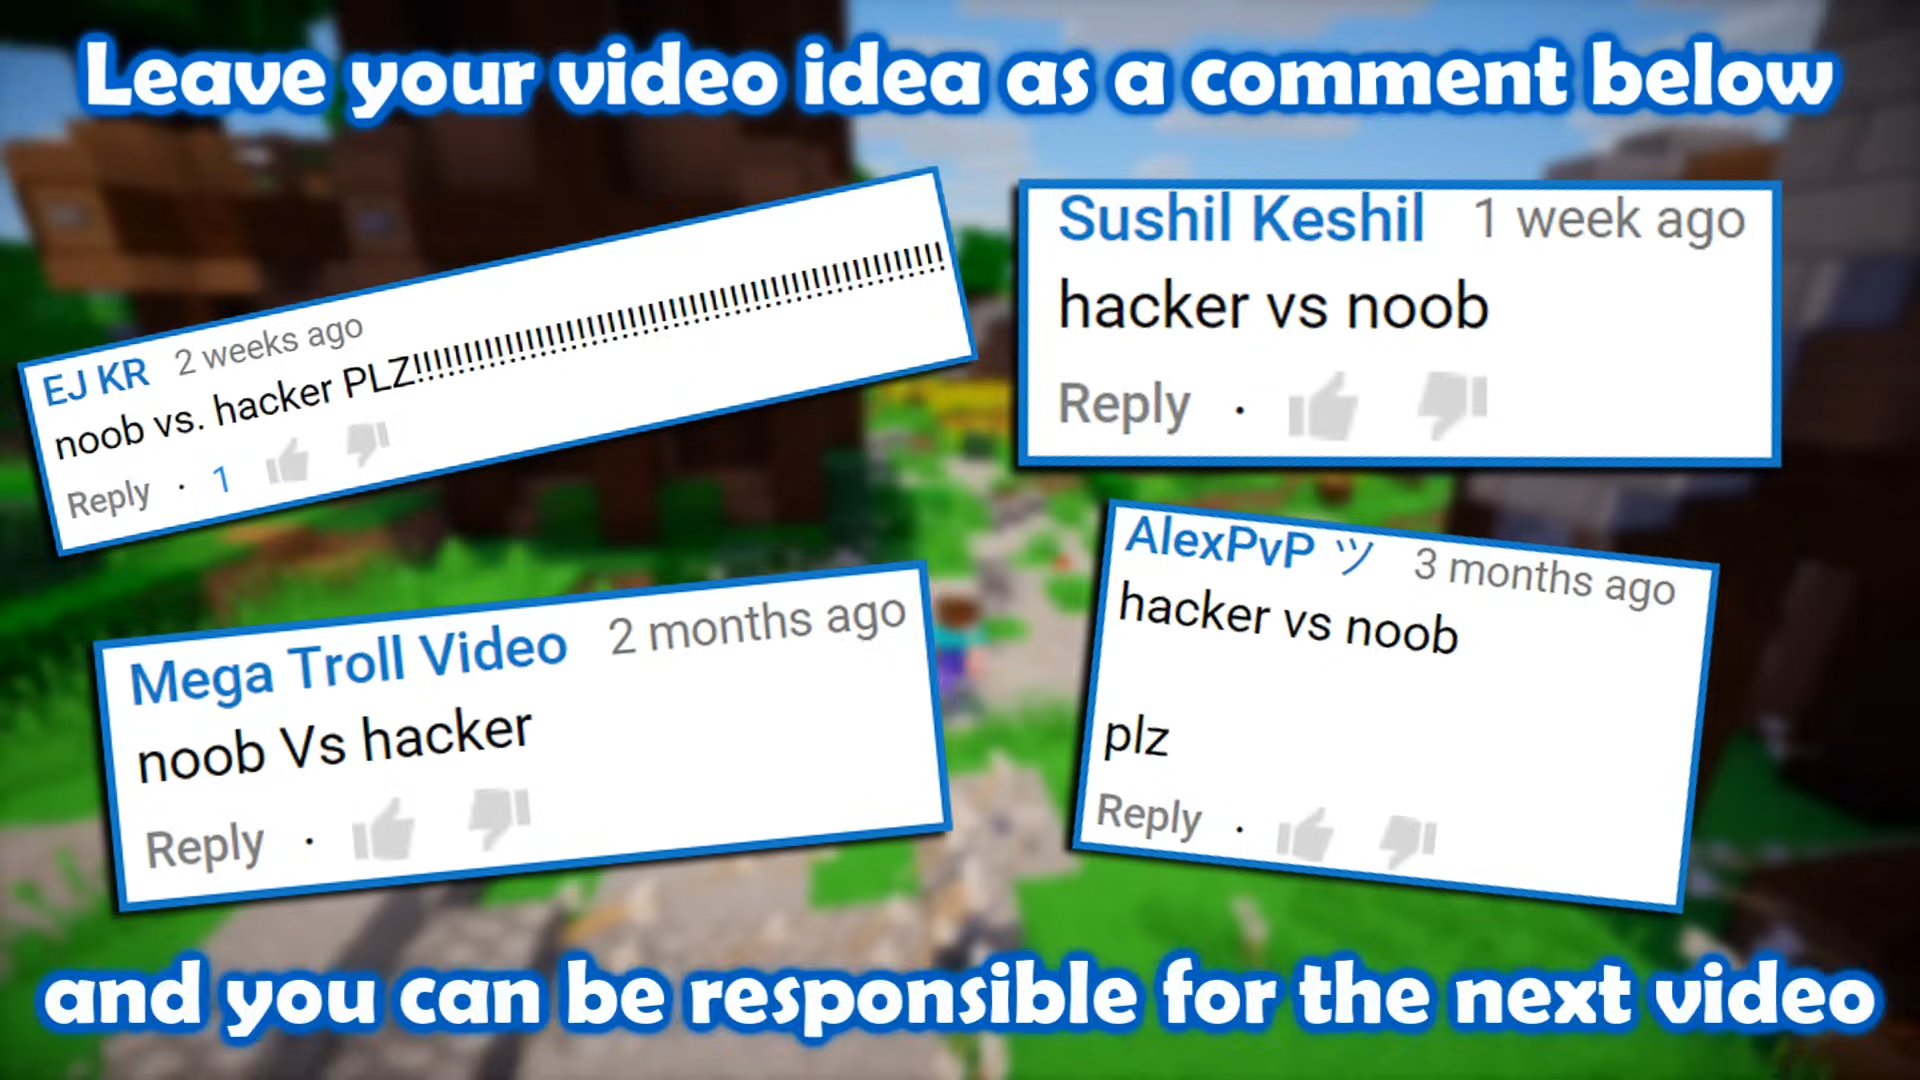 Leave your video idea as a comment below
EJ KR 2 weeks ago
noob vs. hacker PLZ!!!!!!!!!!!!!!!!!!!!!!!!!!!!!!!!!!!!!!!!!!!!!!!!!!!!
Reply · 1
Sushil Keshil 1 week ago
hacker vs noob
Reply ·
Mega Troll Video 2 months ago
noob Vs hacker
Reply ·
AlexPvP ツ 3 months ago
hacker vs noob
plz
Reply ·
and you can be responsible for the next video